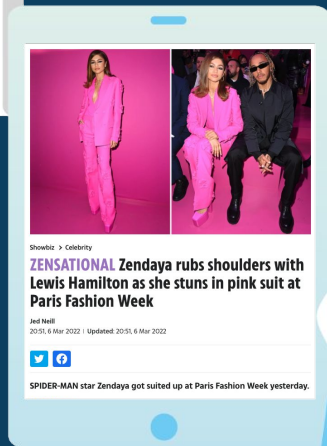 Showbiz > Celebrity
ZENSATIONAL Zendaya rubs shoulders with
Lewis Hamilton as she stuns in pink suit at
Paris Fashion Week
Jed Neill
20:51, 6 Mar 2022 | Updated: 20:51, 6 Mar 2022
SPIDER-MAN star Zendaya got suited up at Paris Fashion Week yesterday.